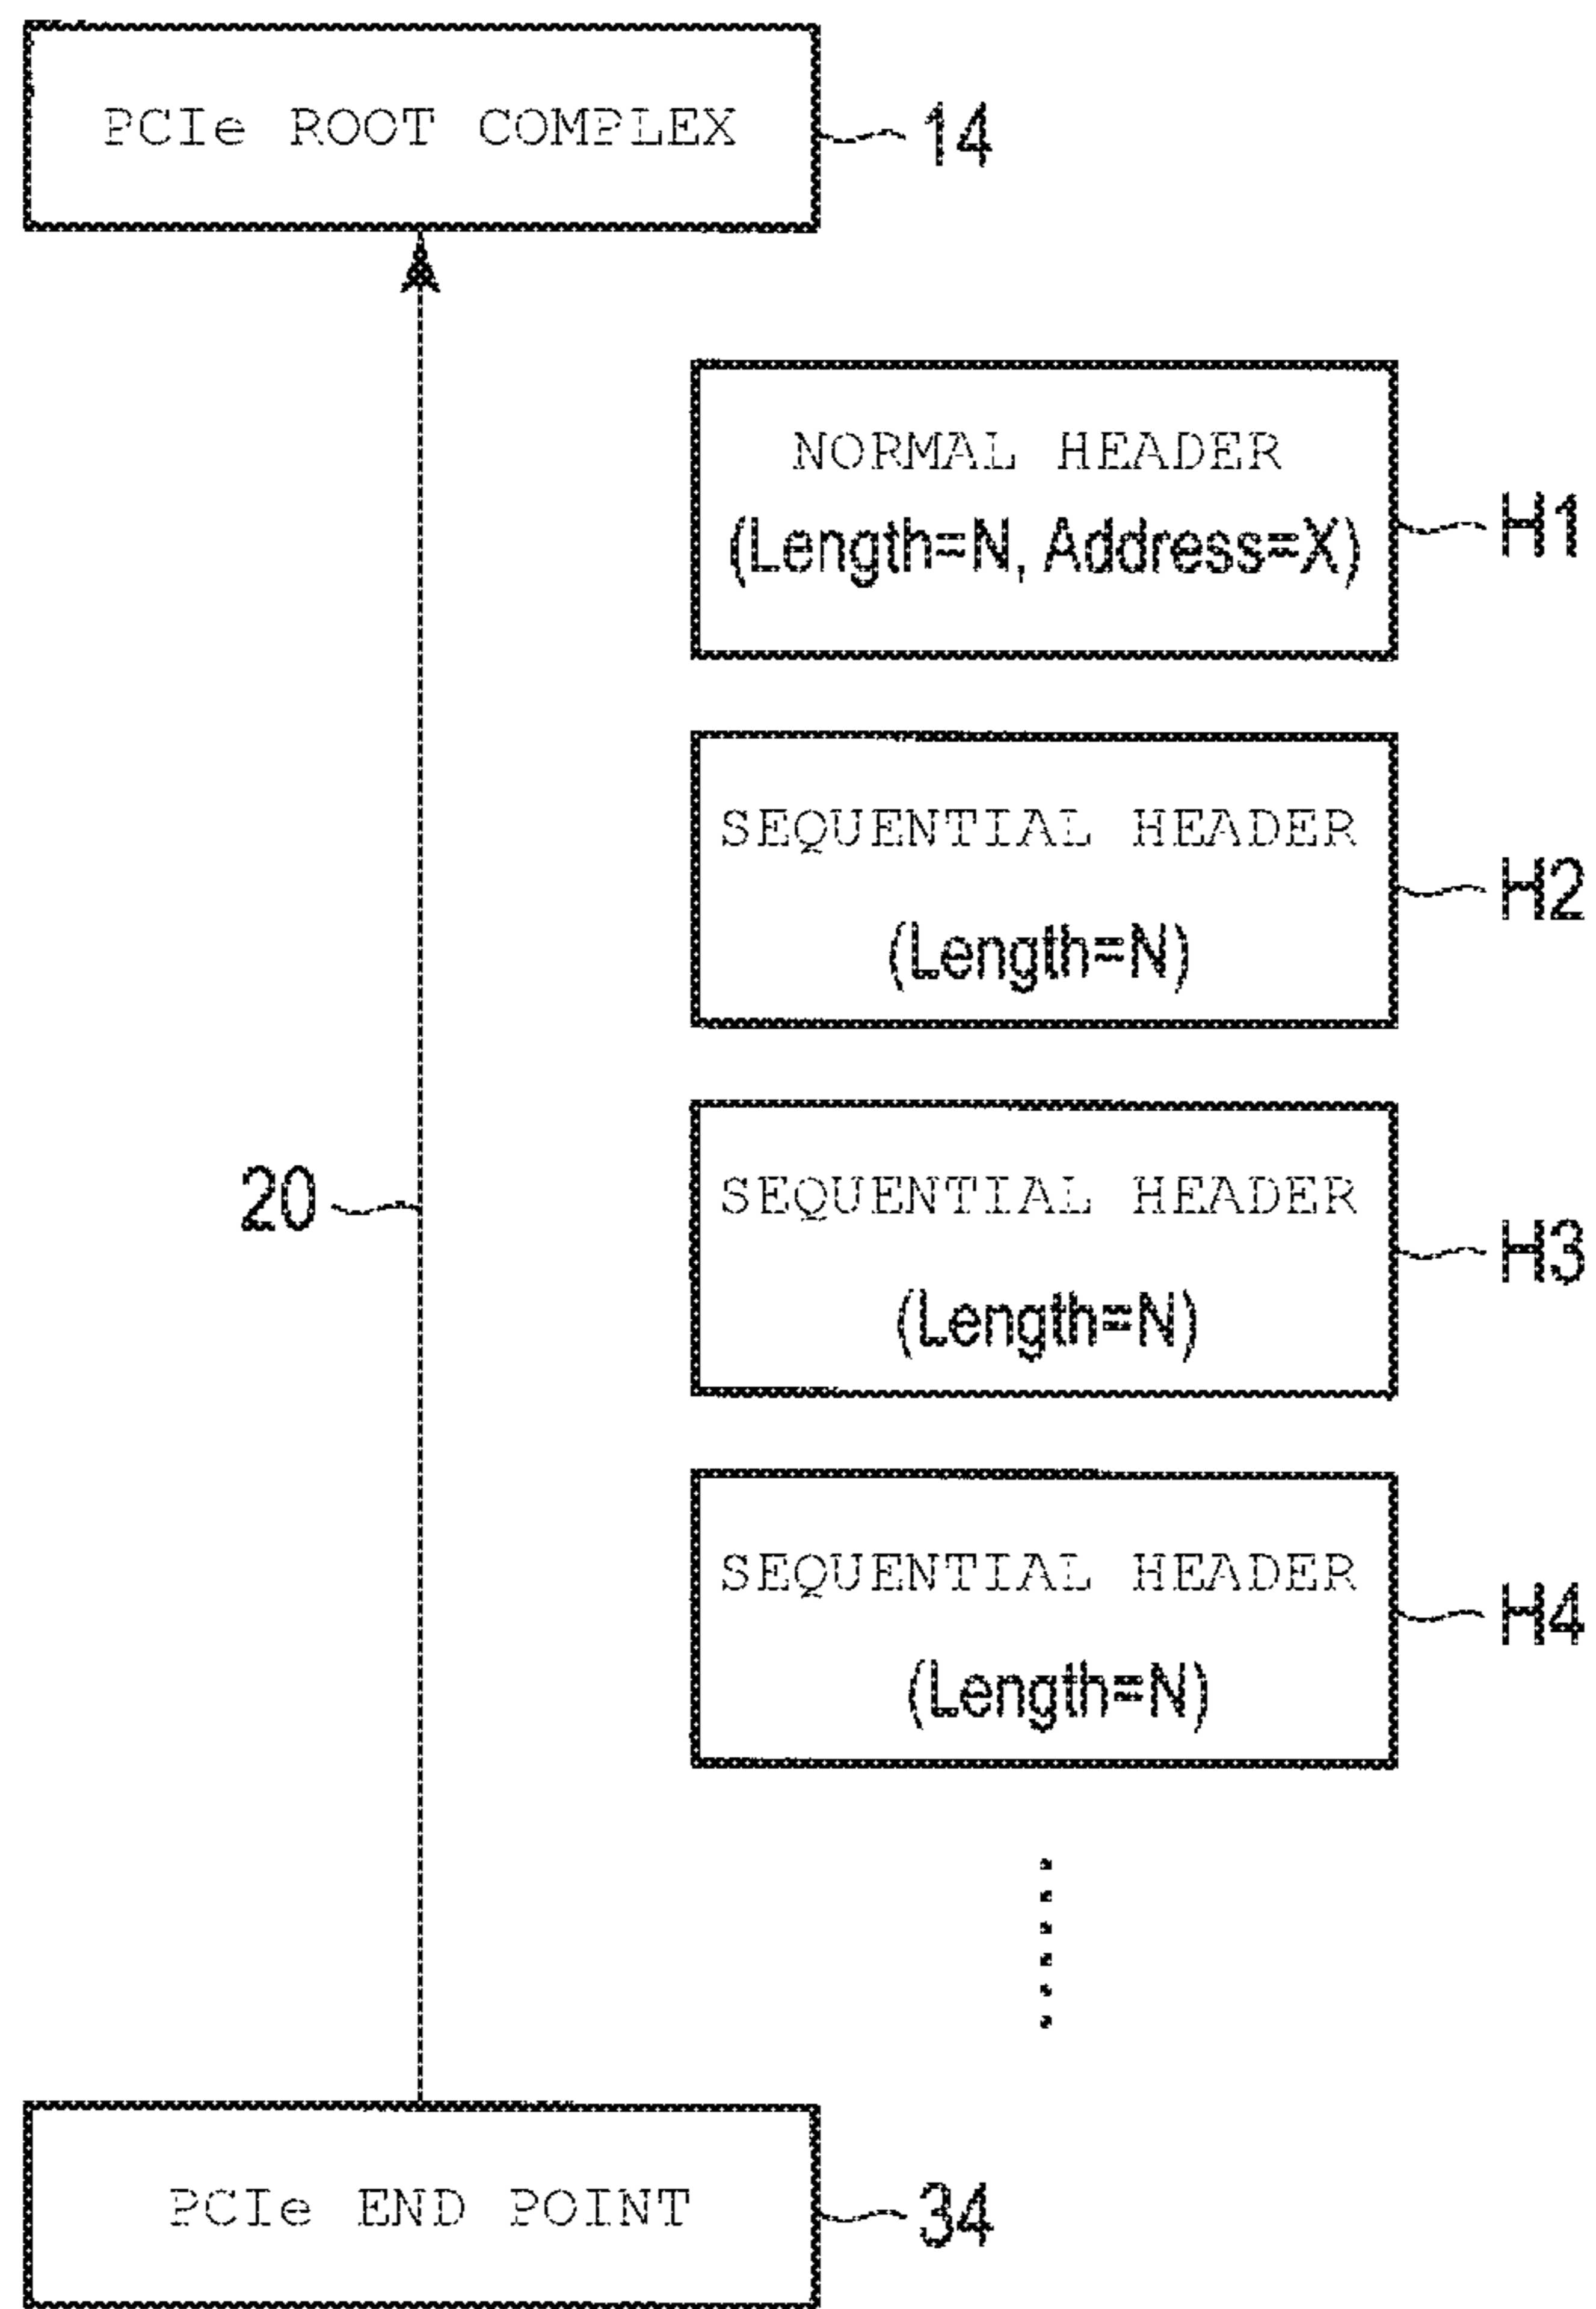 PCIe ROOT COMPLEX
14
NORMAL HEADER
(Length=N, Address=X)
H1
SEQUENTIAL HEADER
(Length=N)
H2
SEQUENTIAL HEADER
(Length=N)
H3
20
SEQUENTIAL HEADER
(Length=N)
H4
PCIe END POINT
34